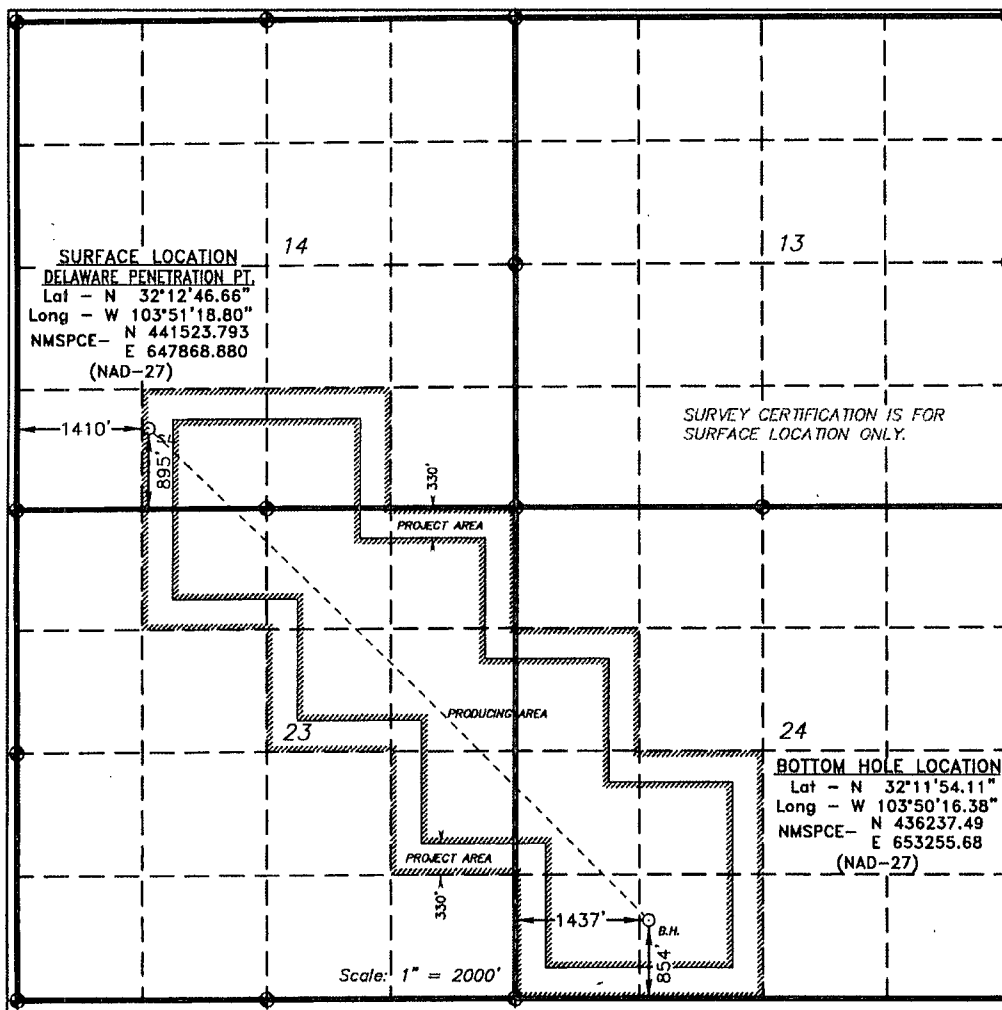 14
13
SURFACE LOCATION
DELAWARE PENETRATION PT.
Lat – N 32°12'46.66"
Long – W 103°51'18.80"
NMSPCE– N 441523.793
E 647868.880
(NAD–27)
SURVEY CERTIFICATION IS FOR
SURFACE LOCATION ONLY.
1410'
S.L.
895'
330'
PROJECT AREA
PRODUCING AREA
23
24
BOTTOM HOLE LOCATION
Lat – N 32°11'54.11"
Long – W 103°50'16.38"
NMSPCE– N 436237.49
E 653255.68
(NAD–27)
PROJECT AREA
330'
1437'
B.H.
854'
Scale: 1" = 2000'